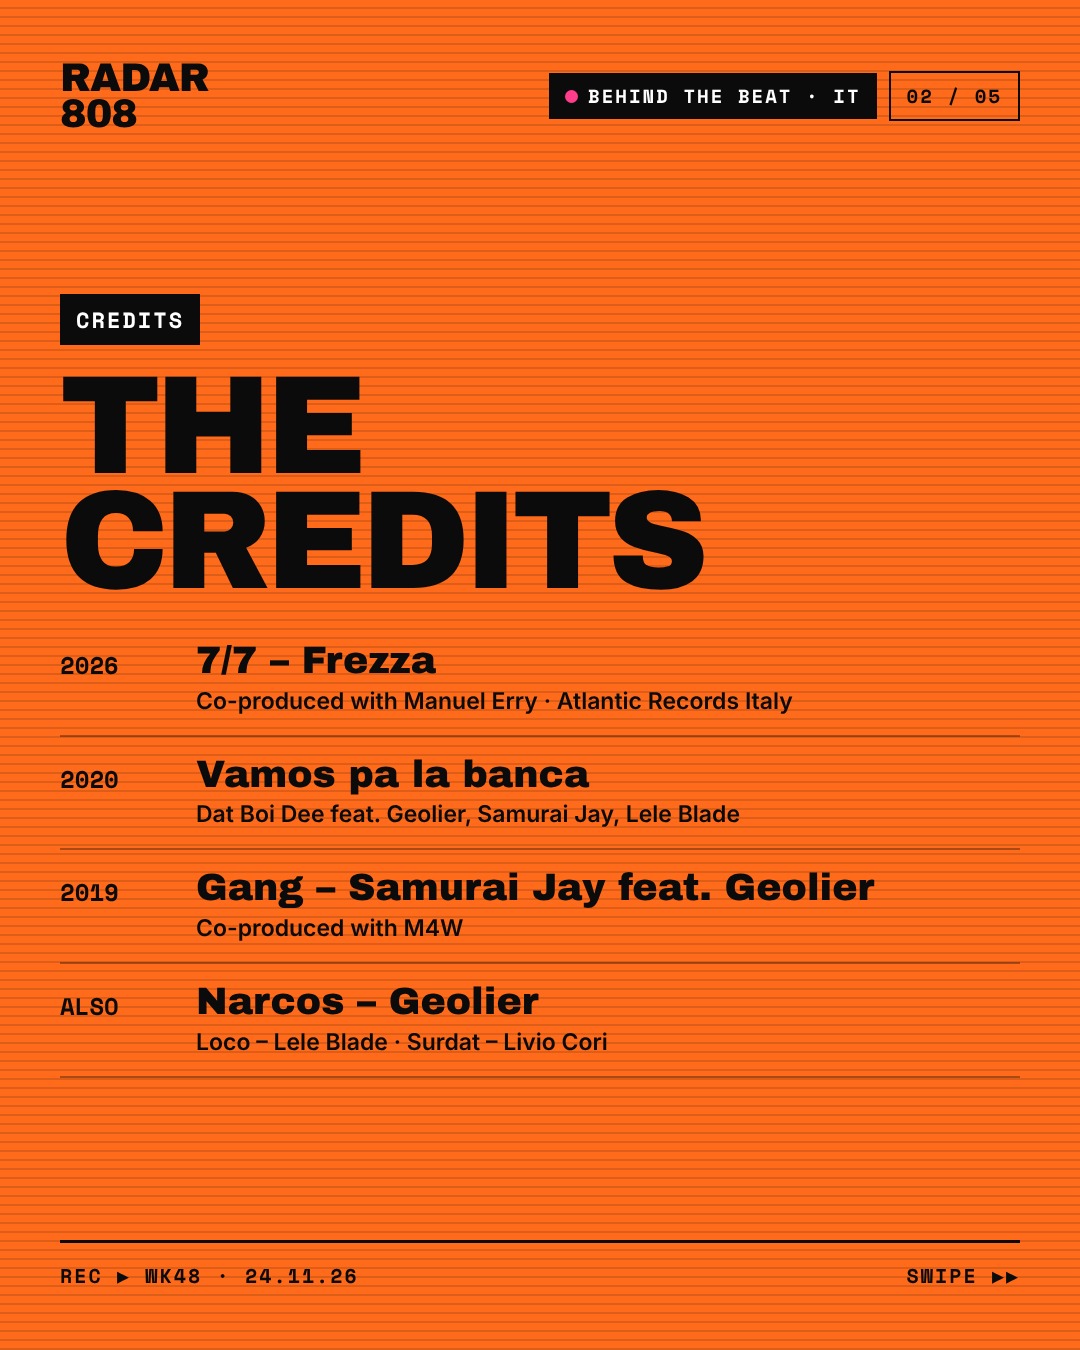 RADAR
808
BEHIND THE BEAT · IT
02 / 05
CREDITS
THE
CREDITS
2026
7/7 – Frezza
Co-produced with Manuel Erry · Atlantic Records Italy
2020
Vamos pa la banca
Dat Boi Dee feat. Geolier, Samurai Jay, Lele Blade
2019
Gang – Samurai Jay feat. Geolier
Co-produced with M4W
ALSO
Narcos – Geolier
Loco – Lele Blade · Surdat – Livio Cori
REC ▶ WK48 · 24.11.26
SWIPE ▶▶